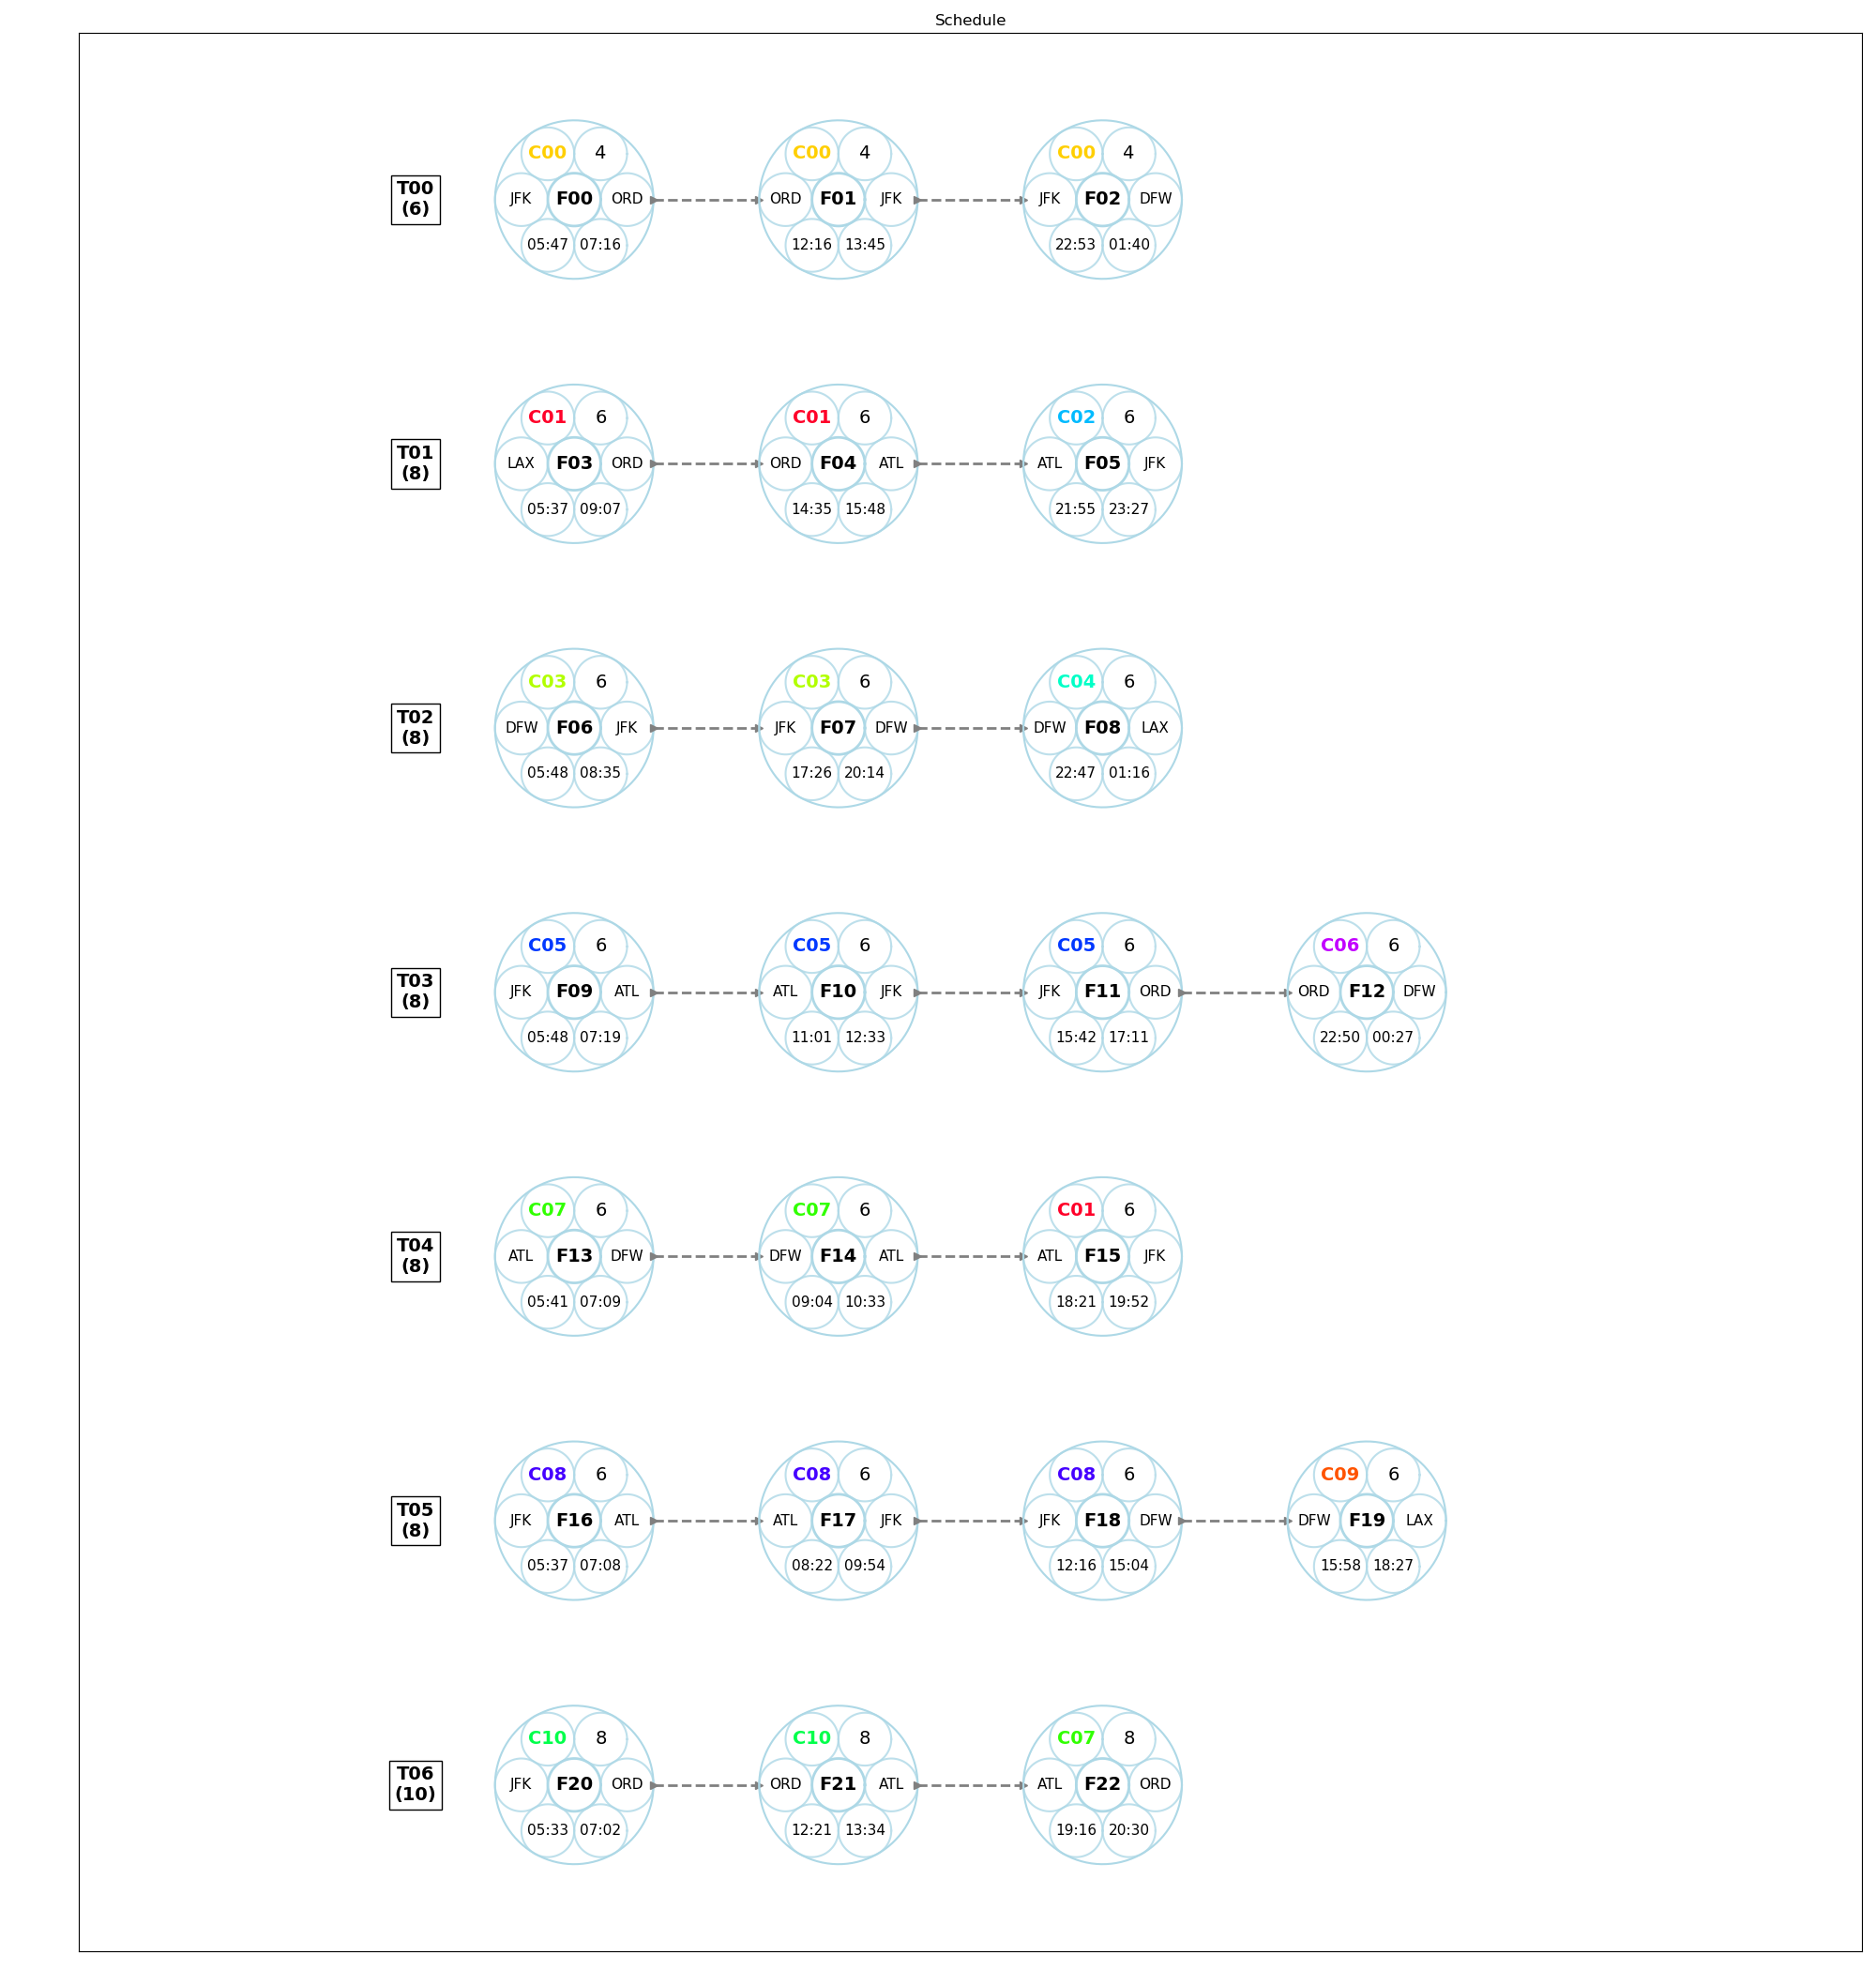 Schedule
T00
(6)
C00 4
JFK F00 ORD
05:47 07:16
C00 4
ORD F01 JFK
12:16 13:45
C00 4
JFK F02 DFW
22:53 01:40
T01
(8)
C01 6
LAX F03 ORD
05:37 09:07
C01 6
ORD F04 ATL
14:35 15:48
C02 6
ATL F05 JFK
21:55 23:27
T02
(8)
C03 6
DFW F06 JFK
05:48 08:35
C03 6
JFK F07 DFW
17:26 20:14
C04 6
DFW F08 LAX
22:47 01:16
T03
(8)
C05 6
JFK F09 ATL
05:48 07:19
C05 6
ATL F10 JFK
11:01 12:33
C05 6
JFK F11 ORD
15:42 17:11
C06 6
ORD F12 DFW
22:50 00:27
T04
(8)
C07 6
ATL F13 DFW
05:41 07:09
C07 6
DFW F14 ATL
09:04 10:33
C01 6
ATL F15 JFK
18:21 19:52
T05
(8)
C08 6
JFK F16 ATL
05:37 07:08
C08 6
ATL F17 JFK
08:22 09:54
C08 6
JFK F18 DFW
12:16 15:04
C09 6
DFW F19 LAX
15:58 18:27
T06
(10)
C10 8
JFK F20 ORD
05:33 07:02
C10 8
ORD F21 ATL
12:21 13:34
C07 8
ATL F22 ORD
19:16 20:30